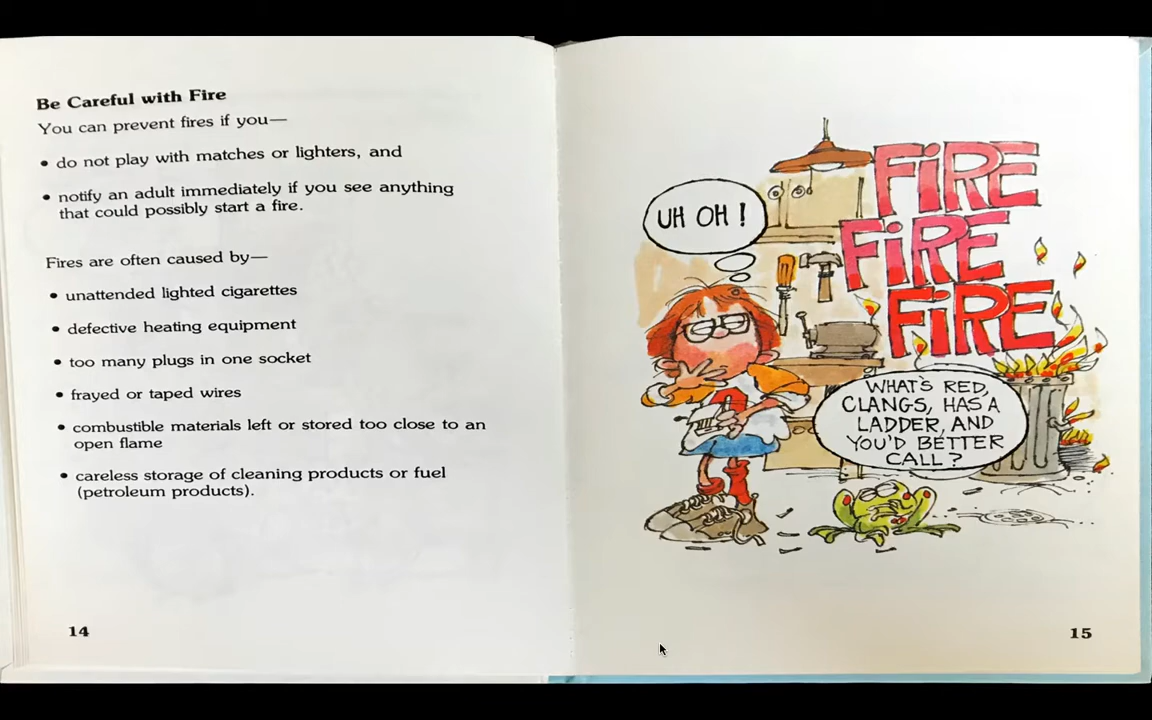 Be Careful with Fire
You can prevent fires if you—
• do not play with matches or lighters, and
• notify an adult immediately if you see anything
that could possibly start a fire.
Fires are often caused by—
• unattended lighted cigarettes
• defective heating equipment
• too many plugs in one socket
• frayed or taped wires
• combustible materials left or stored too close to an
open flame
• careless storage of cleaning products or fuel
(petroleum products).
14
FiRE
FiRE
FiRE
UH OH!
WHAT'S RED,
CLANGS, HAS A
LADDER, AND
YOU'D BETTER
CALL?
15